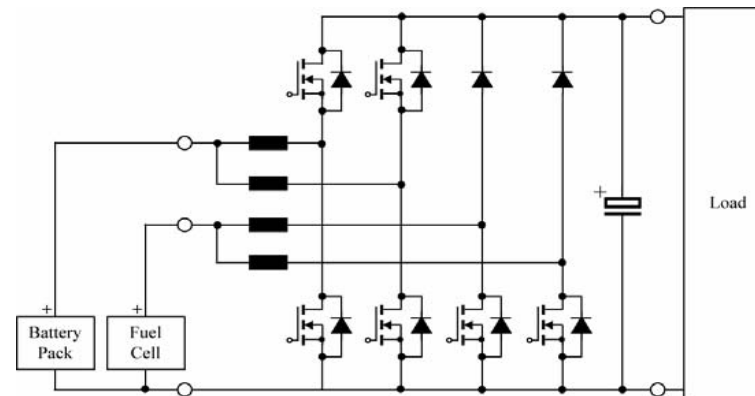 +
Load
+
+
Battery
Pack
Fuel
Cell